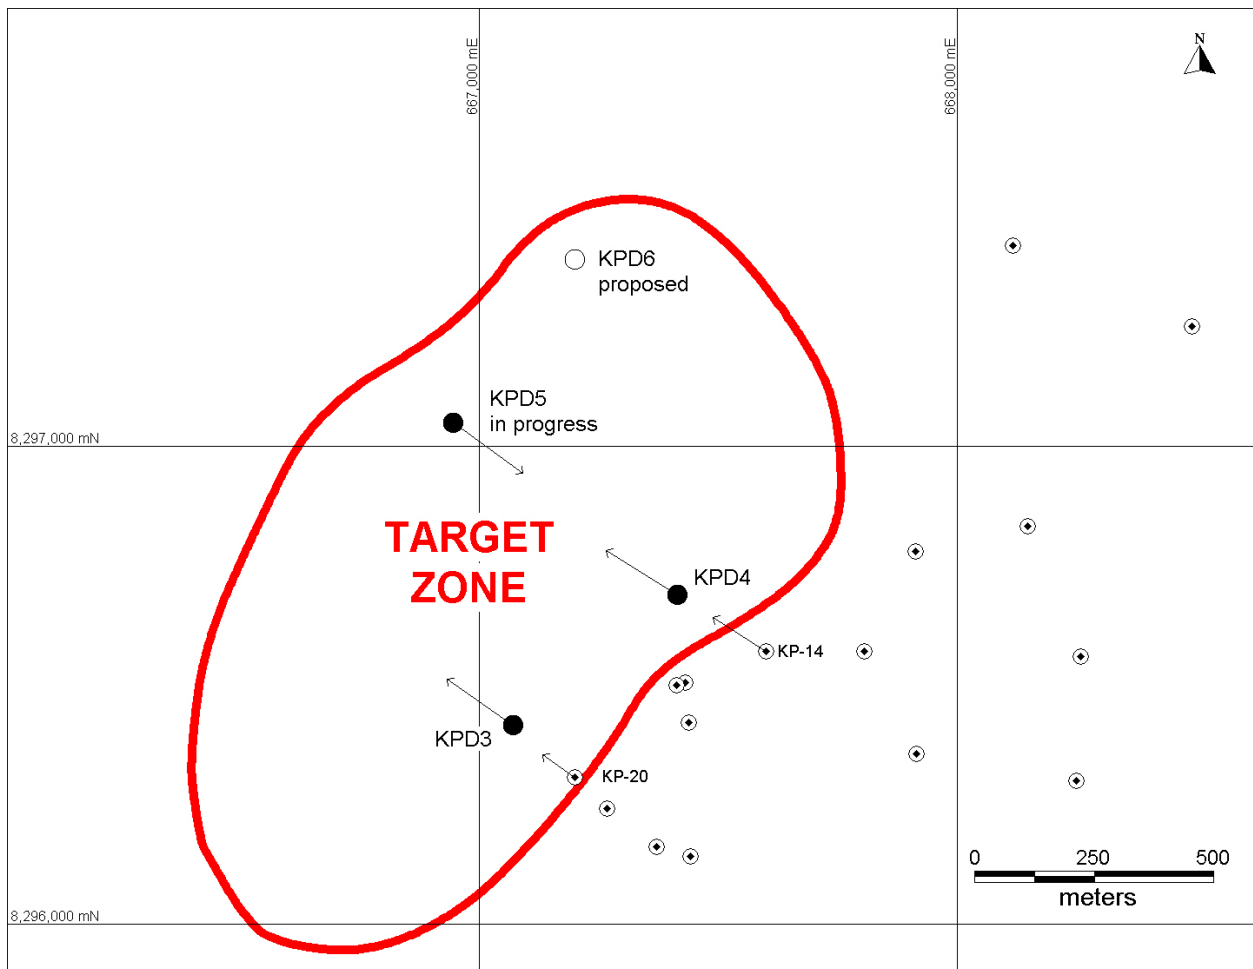 667,000 mE
668,000 mE
N
KPD6
proposed
KPD5
in progress
8,297,000 mN
TARGET
ZONE
KPD4
KP-14
KPD3
KP-20
0 250 500
meters
8,296,000 mN